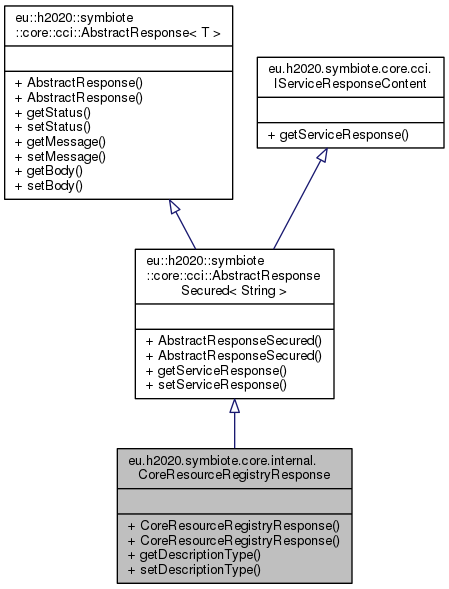 eu::h2020::symbiote
::core::cci::AbstractResponse< T >
+ AbstractResponse()
+ AbstractResponse()
+ getStatus()
+ setStatus()
+ getMessage()
+ setMessage()
+ getBody()
+ setBody()
eu.h2020.symbiote.core.cci.
IServiceResponseContent
+ getServiceResponse()
eu::h2020::symbiote
::core::cci::AbstractResponse
Secured< String >
+ AbstractResponseSecured()
+ AbstractResponseSecured()
+ getServiceResponse()
+ setServiceResponse()
eu.h2020.symbiote.core.internal.
CoreResourceRegistryResponse
+ CoreResourceRegistryResponse()
+ CoreResourceRegistryResponse()
+ getDescriptionType()
+ setDescriptionType()